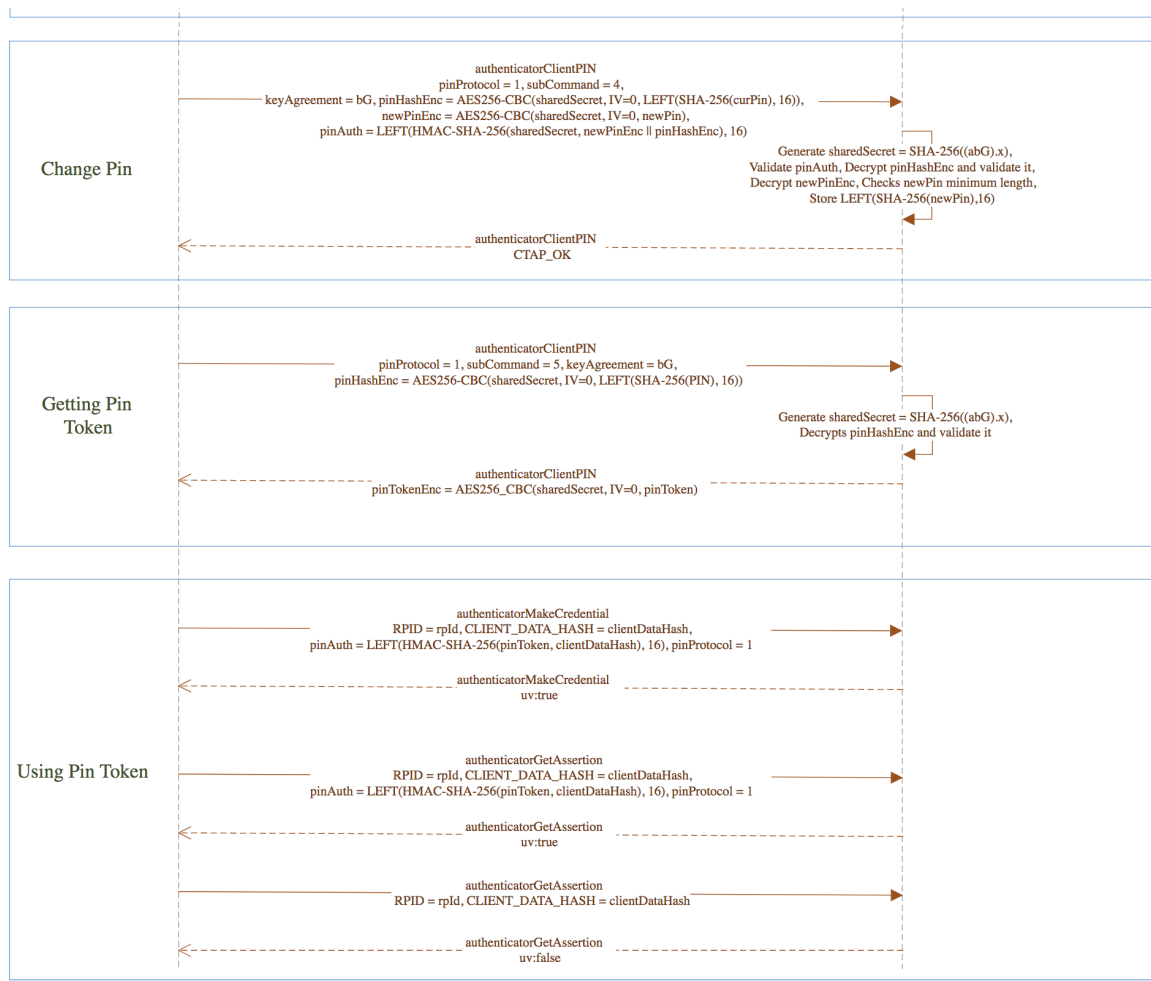 Change Pin
authenticatorClientPIN
pinProtocol = 1, subCommand = 4,
keyAgreement = bG, pinHashEnc = AES256-CBC(sharedSecret, IV=0, LEFT(SHA-256(curPin), 16)),
newPinEnc = AES256-CBC(sharedSecret, IV=0, newPin),
pinAuth = LEFT(HMAC-SHA-256(sharedSecret, newPinEnc || pinHashEnc), 16)
Generate sharedSecret = SHA-256((abG).x),
Validate pinAuth, Decrypt pinHashEnc and validate it,
Decrypt newPinEnc, Checks newPin minimum length,
Store LEFT(SHA-256(newPin),16)
authenticatorClientPIN
CTAP_OK
Getting Pin
Token
authenticatorClientPIN
pinProtocol = 1, subCommand = 5, keyAgreement = bG,
pinHashEnc = AES256-CBC(sharedSecret, IV=0, LEFT(SHA-256(PIN), 16))
Generate sharedSecret = SHA-256((abG).x),
Decrypts pinHashEnc and validate it
authenticatorClientPIN
pinTokenEnc = AES256_CBC(sharedSecret, IV=0, pinToken)
Using Pin Token
authenticatorMakeCredential
RPID = rpId, CLIENT_DATA_HASH = clientDataHash,
pinAuth = LEFT(HMAC-SHA-256(pinToken, clientDataHash), 16), pinProtocol = 1
authenticatorMakeCredential
uv:true
authenticatorGetAssertion
RPID = rpId, CLIENT_DATA_HASH = clientDataHash,
pinAuth = LEFT(HMAC-SHA-256(pinToken, clientDataHash), 16), pinProtocol = 1
authenticatorGetAssertion
uv:true
authenticatorGetAssertion
RPID = rpId, CLIENT_DATA_HASH = clientDataHash
authenticatorGetAssertion
uv:false